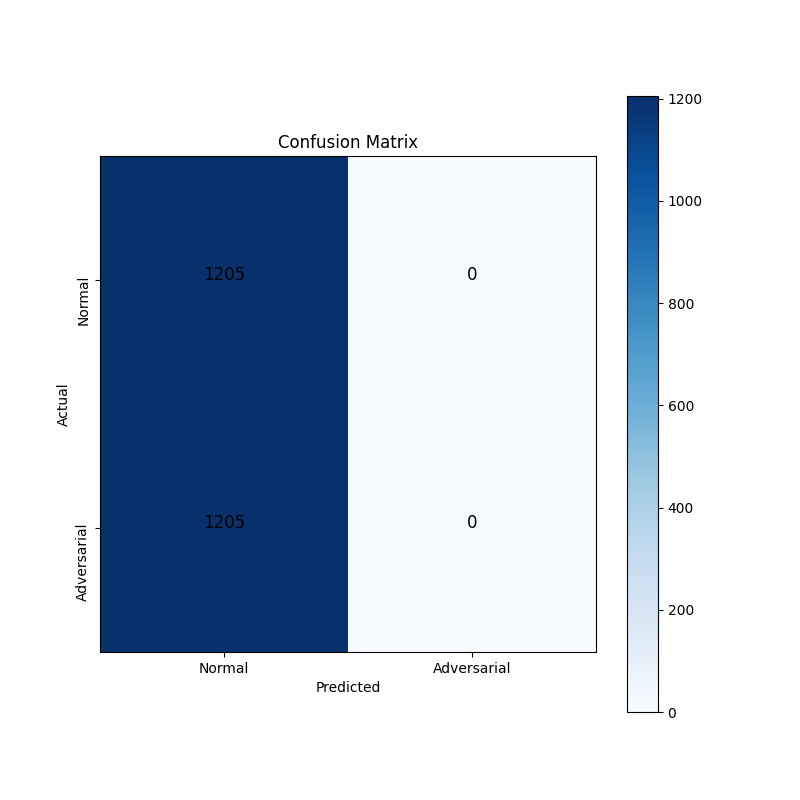 Confusion Matrix
Actual
Normal
Adversarial
1205 0
1205 0
Normal Adversarial
Predicted
1200
1000
800
600
400
200
0